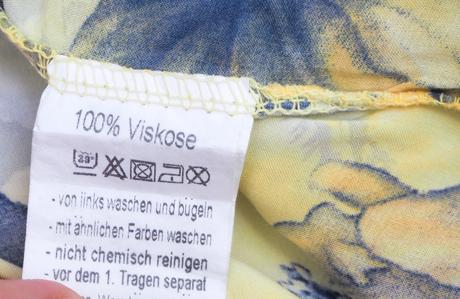 100% Viskose
- von links waschen und bügeln
- mit ähnlichen Farben waschen
- nicht chemisch reinigen
- vor dem 1. Tragen separat